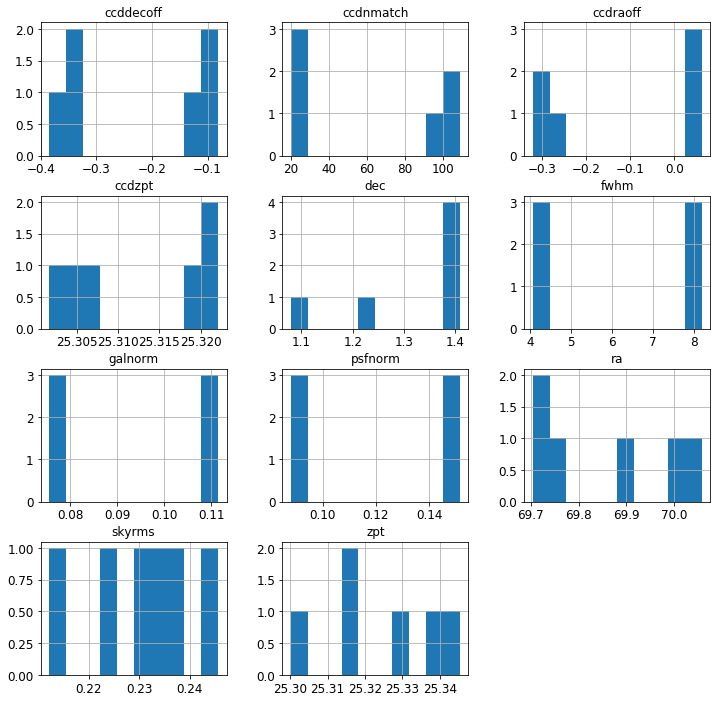 ccddecoff
2.0
1.5
1.0
0.5
0.0
−0.4 −0.3 −0.2 −0.1
ccdnmatch
3
2
1
0
20 40 60 80 100
ccdraoff
3
2
1
0
−0.3 −0.2 −0.1 0.0
ccdzpt
2.0
1.5
1.0
0.5
0.0
25.305 25.310 25.315 25.320
dec
4
3
2
1
0
1.1 1.2 1.3 1.4
fwhm
3
2
1
0
4 5 6 7 8
galnorm
3
2
1
0
0.08 0.09 0.10 0.11
psfnorm
3
2
1
0
0.10 0.12 0.14
ra
2.0
1.5
1.0
0.5
0.0
69.7 69.8 69.9 70.0
skyrms
1.00
0.75
0.50
0.25
0.00
0.22 0.23 0.24
zpt
2.0
1.5
1.0
0.5
0.0
25.30 25.31 25.32 25.33 25.34